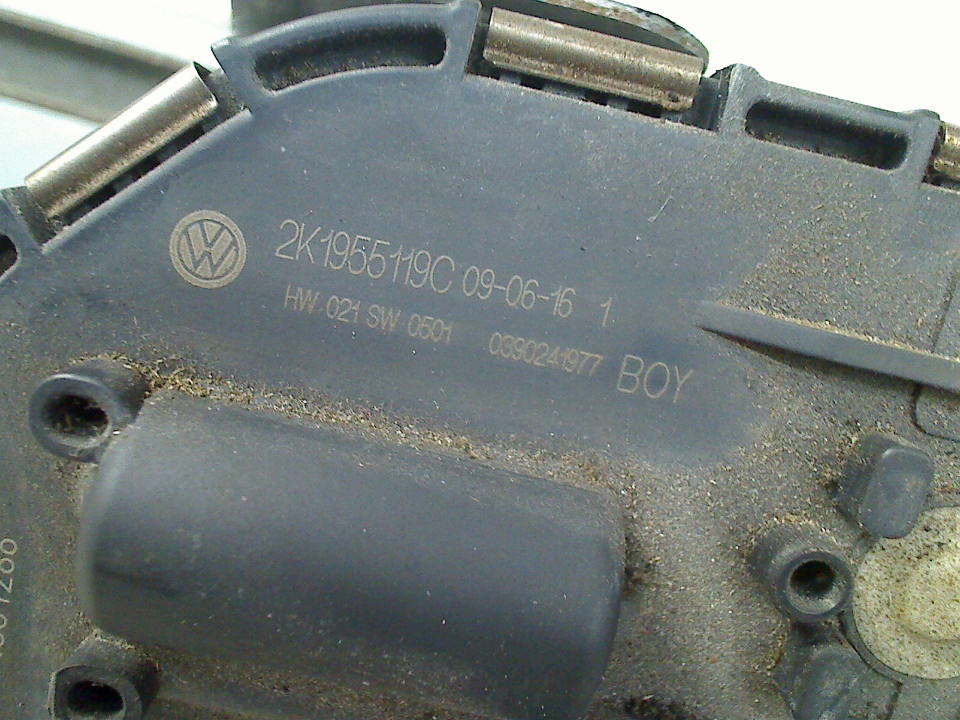 2K1955119C 09-06-16 1
HW 021 SW 0501 0390241977 BOY